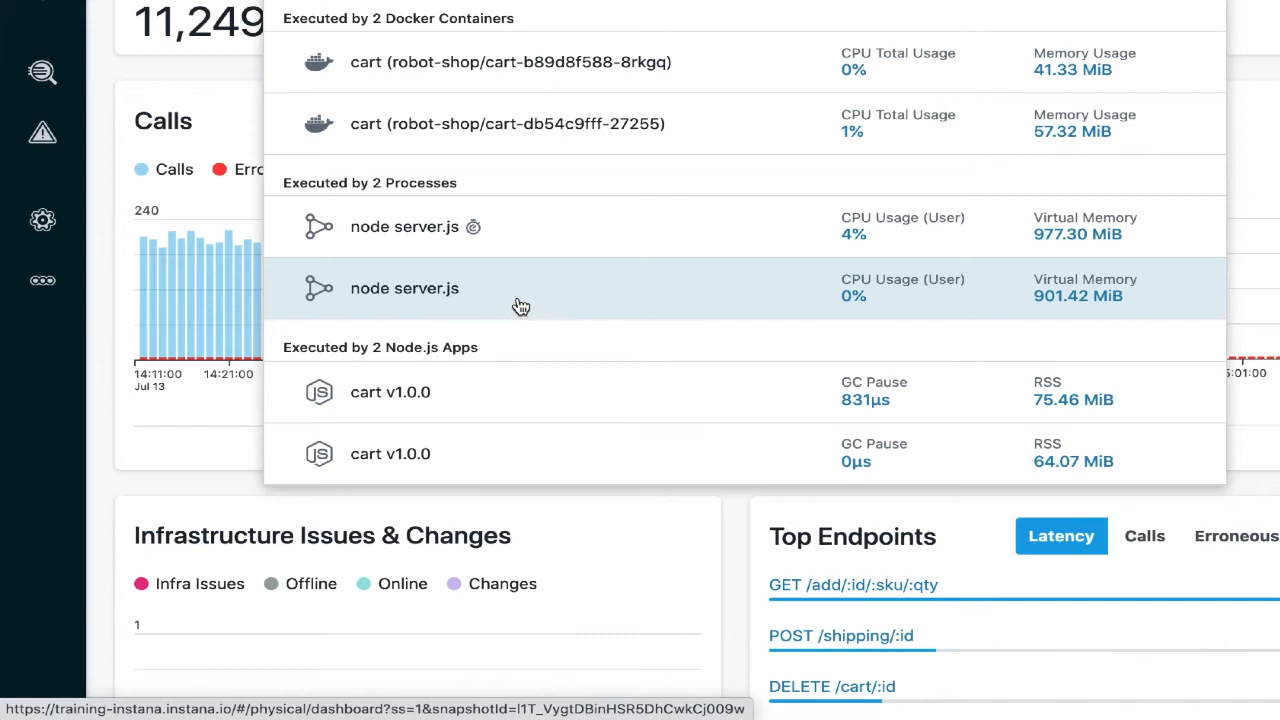 11,249
Executed by 2 Docker Containers
cart (robot-shop/cart-b89d8f588-8rkgq)
CPU Total Usage
0%
Memory Usage
41.33 MiB
cart (robot-shop/cart-db54c9fff-27255)
CPU Total Usage
1%
Memory Usage
57.32 MiB
Executed by 2 Processes
node server.js
CPU Usage (User)
4%
Virtual Memory
977.30 MiB
node server.js
CPU Usage (User)
0%
Virtual Memory
901.42 MiB
Executed by 2 Node.js Apps
JS cart v1.0.0
GC Pause
831µs
RSS
75.46 MiB
JS cart v1.0.0
GC Pause
0µs
RSS
64.07 MiB
Calls
Calls Erro
240
14:11:00 14:21:00
Jul 13
5:01:00
Infrastructure Issues & Changes
Infra Issues Offline Online Changes
1
Top Endpoints Latency Calls Erroneous
GET /add/:id/:sku/:qty
POST /shipping/:id
DELETE /cart/:id
https://training-instana.instana.io/#/physical/dashboard?ss=1&snapshotId=l1T_VygtDBinHSR5DhCwkCj009w